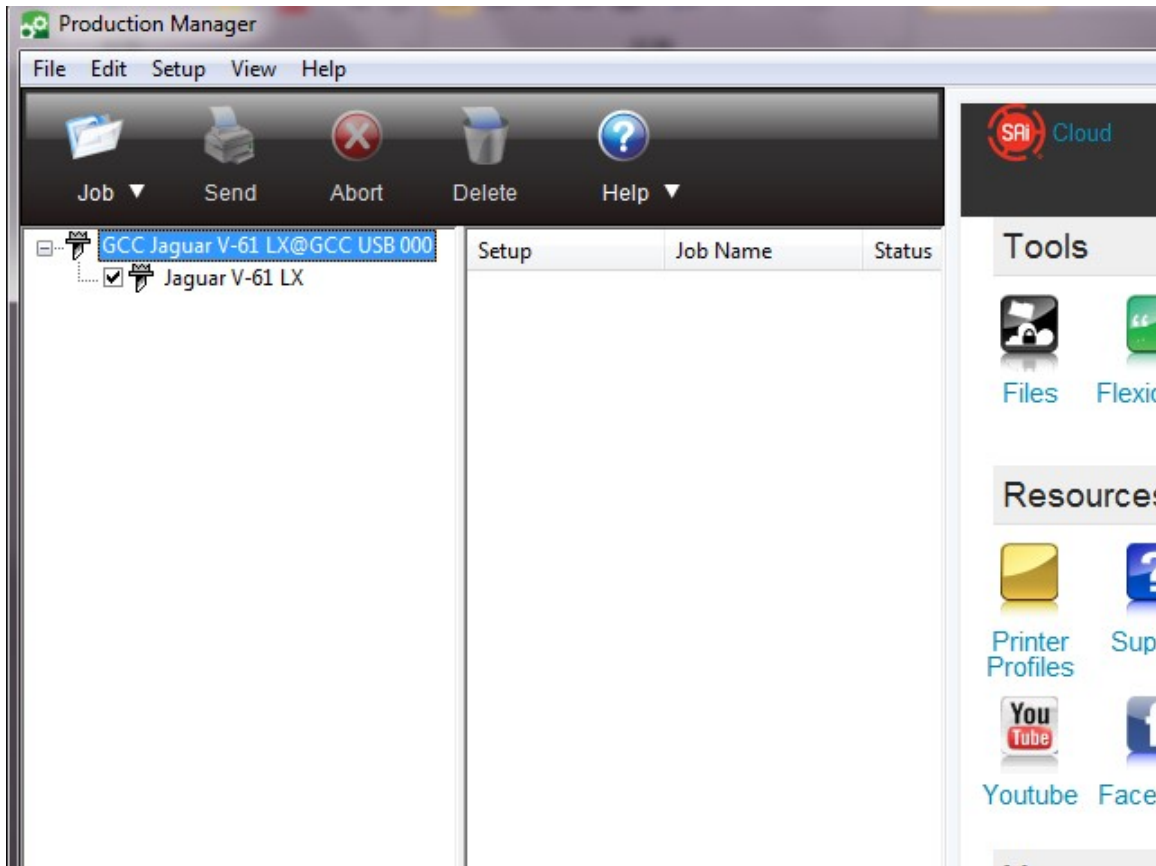 Production Manager
File Edit Setup View Help
Job Send Abort Delete Help
SAi Cloud
GCC Jaguar V-61 LX@GCC USB 000
Jaguar V-61 LX
Setup Job Name Status
Tools
Files
Resources
Printer
Profiles
You
Tube
Youtube